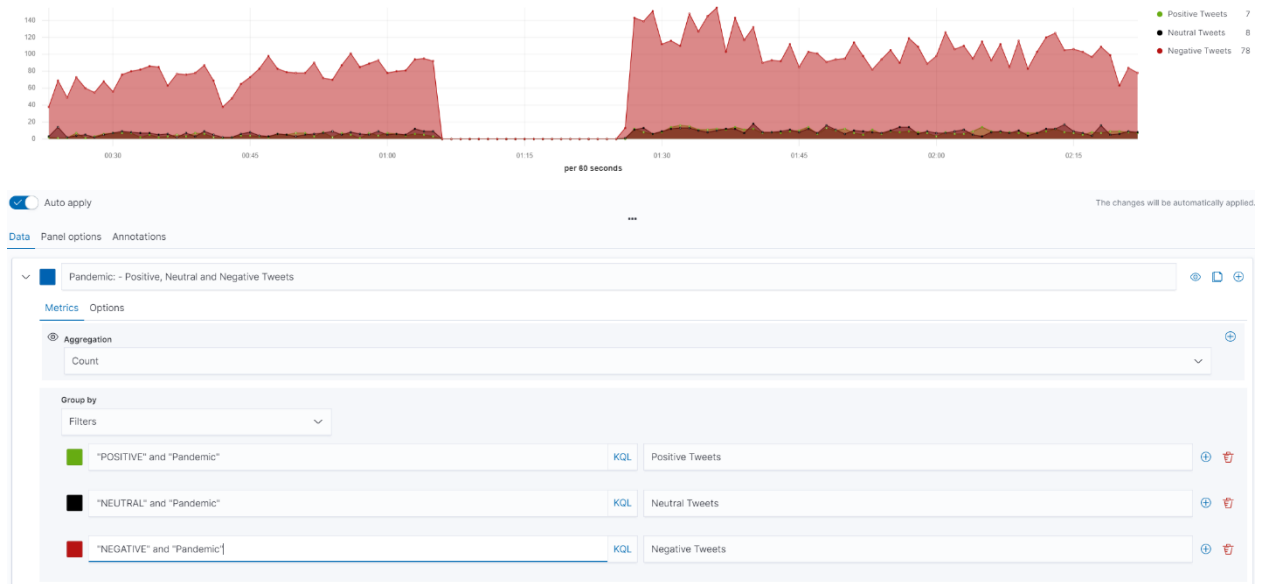 140
120
100
80
60
40
20
0
00:30 00:45 01:00 01:15 01:30 01:45 02:00 02:15
per 60 seconds
Positive Tweets 7
Neutral Tweets 8
Negative Tweets 78
Auto apply
The changes will be automatically applied.
Data Panel options Annotations
Pandemic: - Positive, Neutral and Negative Tweets
Metrics Options
Aggregation
Count
Group by
Filters
"POSITIVE" and "Pandemic" KQL Positive Tweets
"NEUTRAL" and "Pandemic" KQL Neutral Tweets
"NEGATIVE" and "Pandemic" KQL Negative Tweets